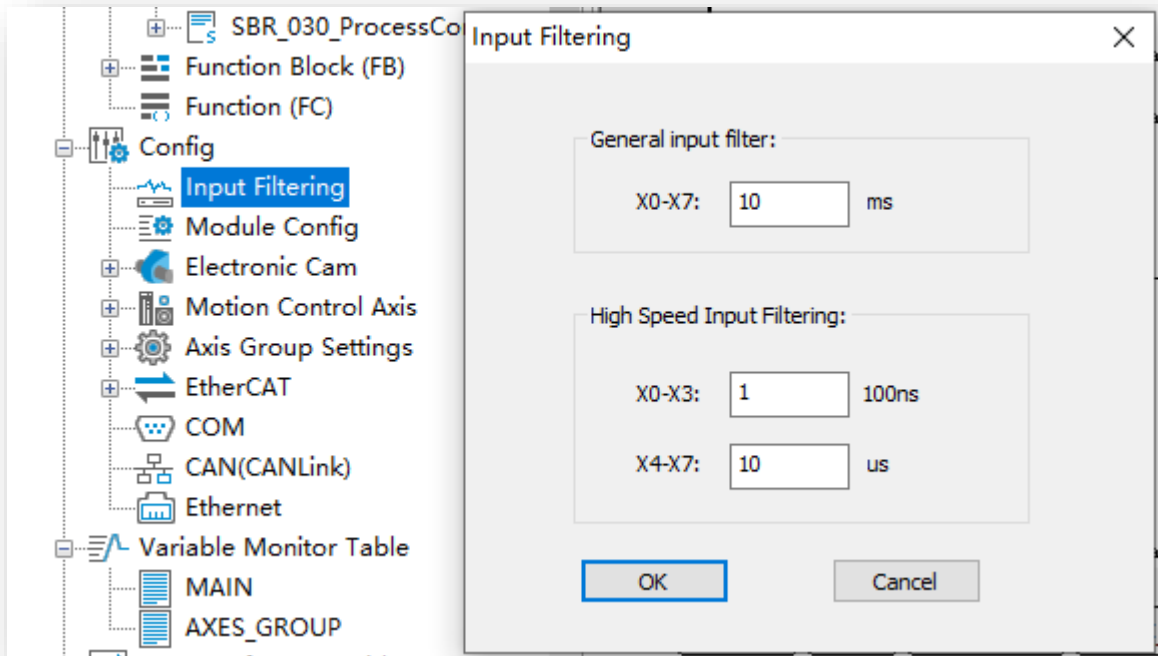 SBR_030_ProcessCo
Function Block (FB)
Function (FC)
Config
Input Filtering
Module Config
Electronic Cam
Motion Control Axis
Axis Group Settings
EtherCAT
COM
CAN(CANLink)
Ethernet
Variable Monitor Table
MAIN
AXES_GROUP
Input Filtering
General input filter:
X0-X7: 10 ms
High Speed Input Filtering:
X0-X3: 1 100ns
X4-X7: 10 us
OK Cancel